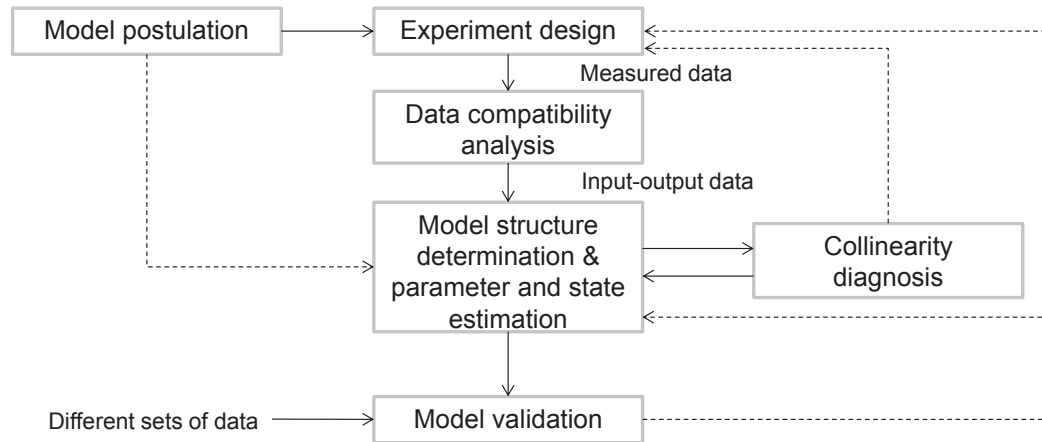 Model postulation
Experiment design
Measured data
Data compatibility
analysis
Input-output data
Model structure
determination &
parameter and state
estimation
Collinearity
diagnosis
Different sets of data
Model validation